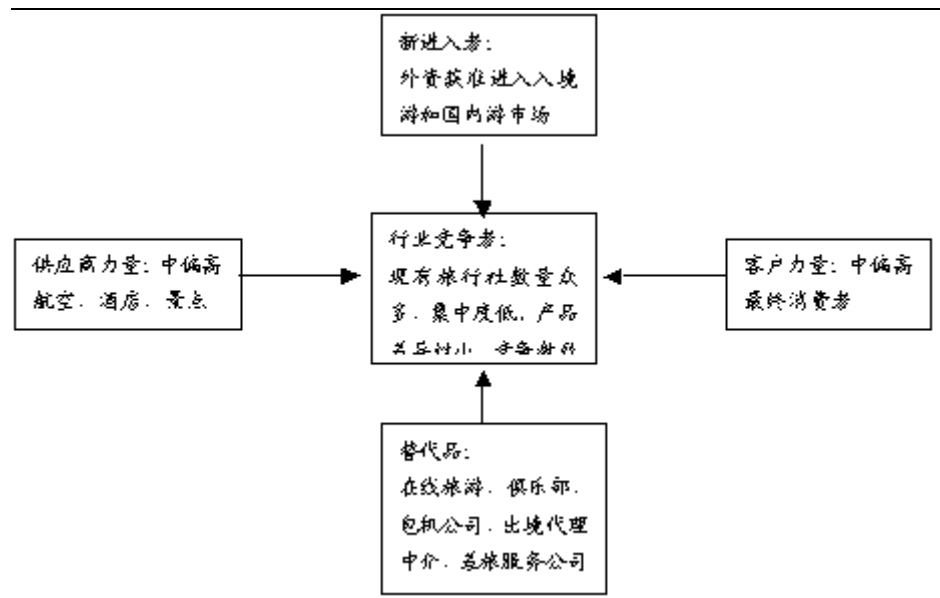 新进入者：
外资获准进入入境
游和国内游市场
供应商力量：中偏高
航空、酒店、景点
行业竞争者：
现有旅行社数量众
多、集中度低、产品
客户力量：中偏高
最终消费者
替代品：
在线旅游、俱乐部、
包机公司、出境代理
中介、差旅服务公司